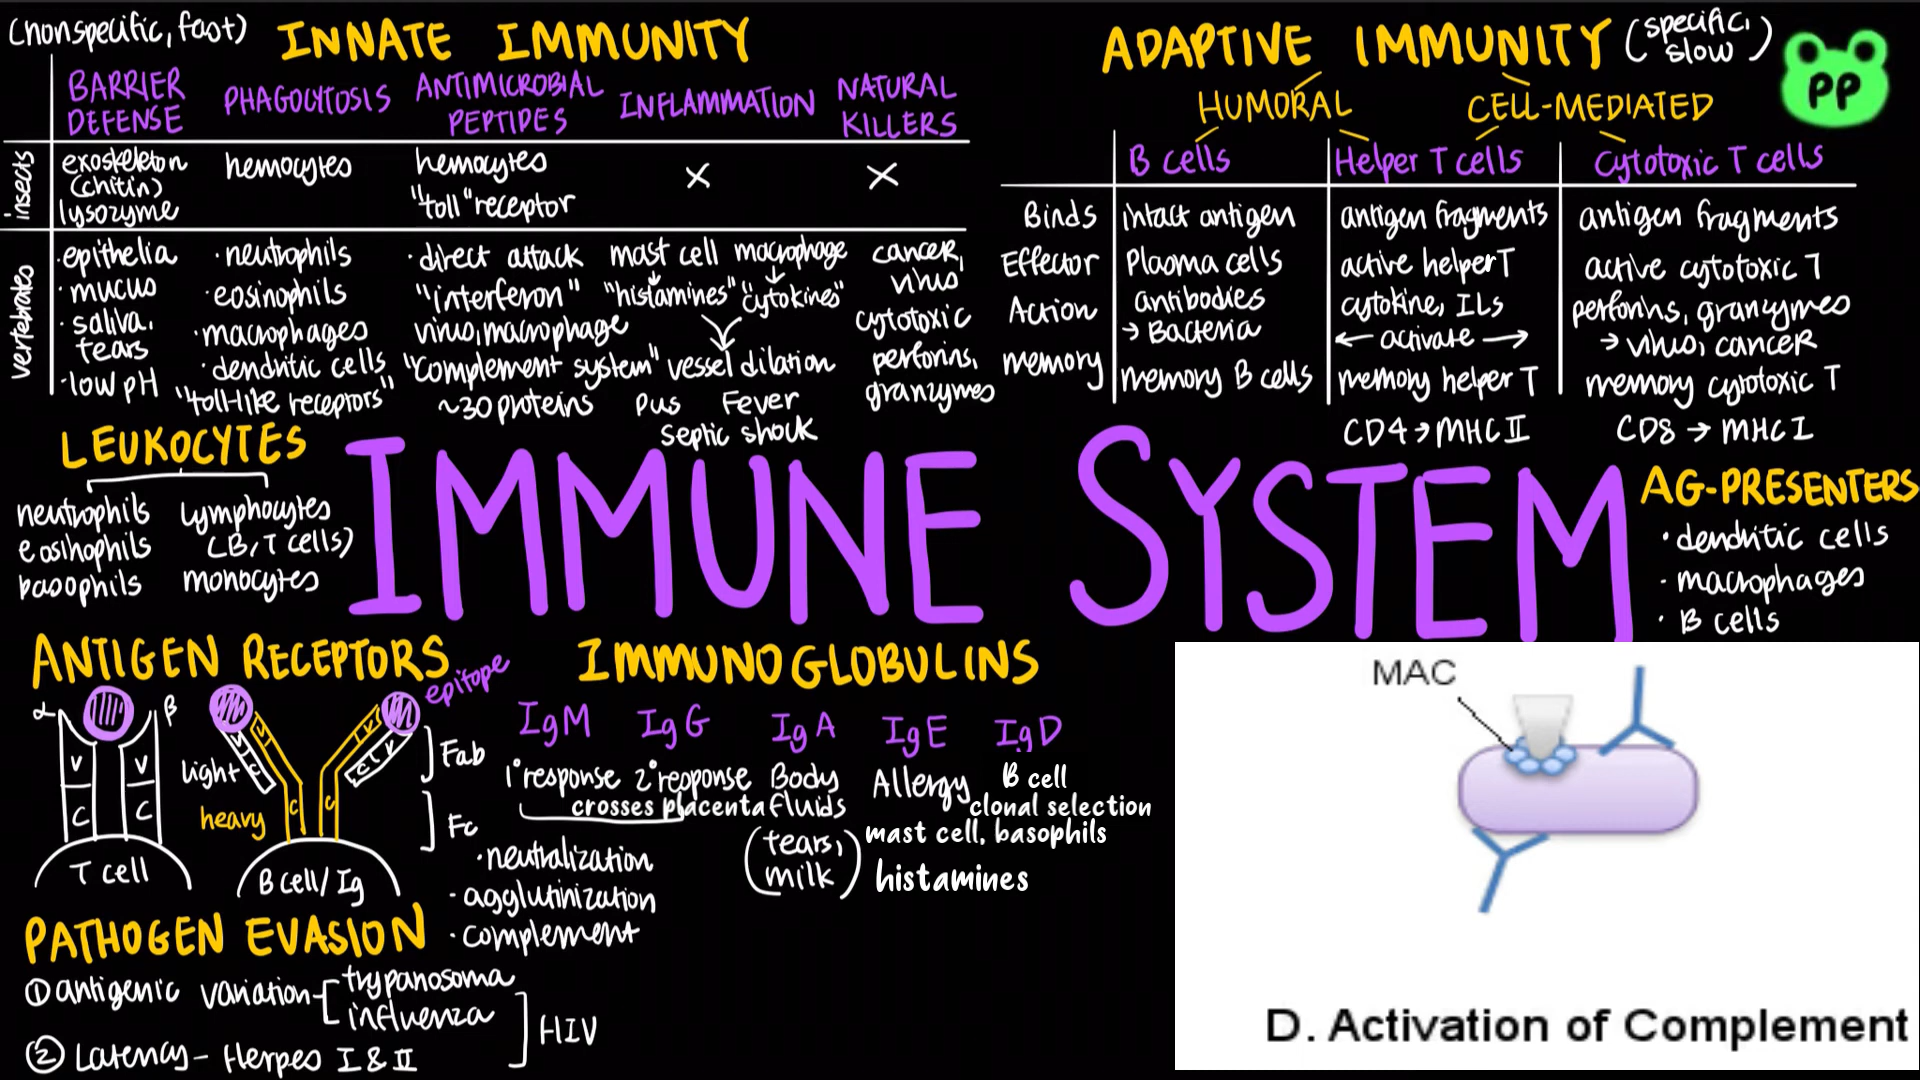 (nonspecific, fast) INNATE IMMUNITY
BARRIER DEFENSE
PHAGOCYTOSIS
ANTIMICROBIAL PEPTIDES
INFLAMMATION
NATURAL KILLERS
insects
exoskeleton
(chitin)
lysozyme
hemocytes
hemocytes
"toll" receptor
X
X
vertebrates
·epithelia
·mucus
·saliva,
tears
·low pH
·neutrophils
·eosinophils
·macrophages
·dendritic cells
"toll-like receptors"
·direct attack
"interferon"
virus, macrophage
"complement system"
~30 proteins
mast cell macrophage
"histamines" "cytokines"
vessel dilation
pus Fever
septic shock
cancer,
virus
cytotoxic
perforins,
granzymes
ADAPTIVE IMMUNITY (specific, slow)
PP
HUMORAL CELL-MEDIATED
B cells Helper T cells Cytotoxic T cells
Binds intact antigen antigen fragments antigen fragments
Effector Plasma cells active helper T active cytotoxic T
Action antibodies cytokine, ILs perforins, granzymes
→ Bacteria ← activate → → virus, cancer
memory memory B cells memory helper T memory cytotoxic T
CD4 → MHC II CD8 → MHC I
LEUKOCYTES
neutrophils lymphocytes
eosinophils (B, T cells)
basophils monocytes
IMMUNE SYSTEM
AG-PRESENTERS
·dendritic cells
·macrophages
·B cells
ANTIGEN RECEPTORS
α β
V V
C C
T cell
epitope
V V V V
C C
light
heavy
C C
Fab
Fc
B cell/Ig
IMMUNOGLOBULINS
IgM IgG IgA IgE IgD
1° response 2° response Body Allergy B cell
crosses placenta fluids clonal selection
(tears, milk) mast cell, basophils
histamines
·neutralization
·agglutinization
·complement
PATHOGEN EVASION
① antigenic variation - [ trypanosoma
influenza
② Latency - Herpes I & II
] HIV
MAC
D. Activation of Complement